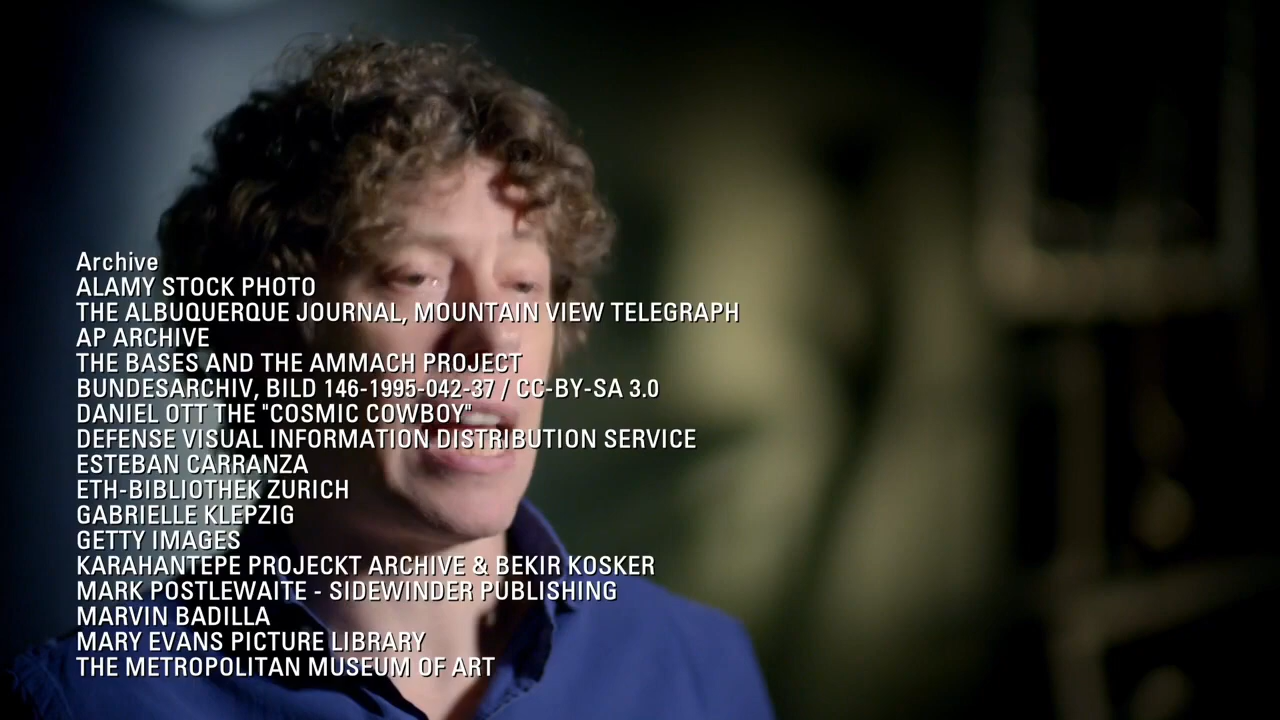 Archive
ALAMY STOCK PHOTO
THE ALBUQUERQUE JOURNAL, MOUNTAIN VIEW TELEGRAPH
AP ARCHIVE
THE BASES AND THE AMMACH PROJECT
BUNDESARCHIV, BILD 146-1995-042-37 / CC-BY-SA 3.0
DANIEL OTT THE "COSMIC COWBOY"
DEFENSE VISUAL INFORMATION DISTRIBUTION SERVICE
ESTEBAN CARRANZA
ETH-BIBLIOTHEK ZURICH
GABRIELLE KLEPZIG
GETTY IMAGES
KARAHANTEPE PROJECKT ARCHIVE & BEKIR KOSKER
MARK POSTLEWAITE - SIDEWINDER PUBLISHING
MARVIN BADILLA
MARY EVANS PICTURE LIBRARY
THE METROPOLITAN MUSEUM OF ART